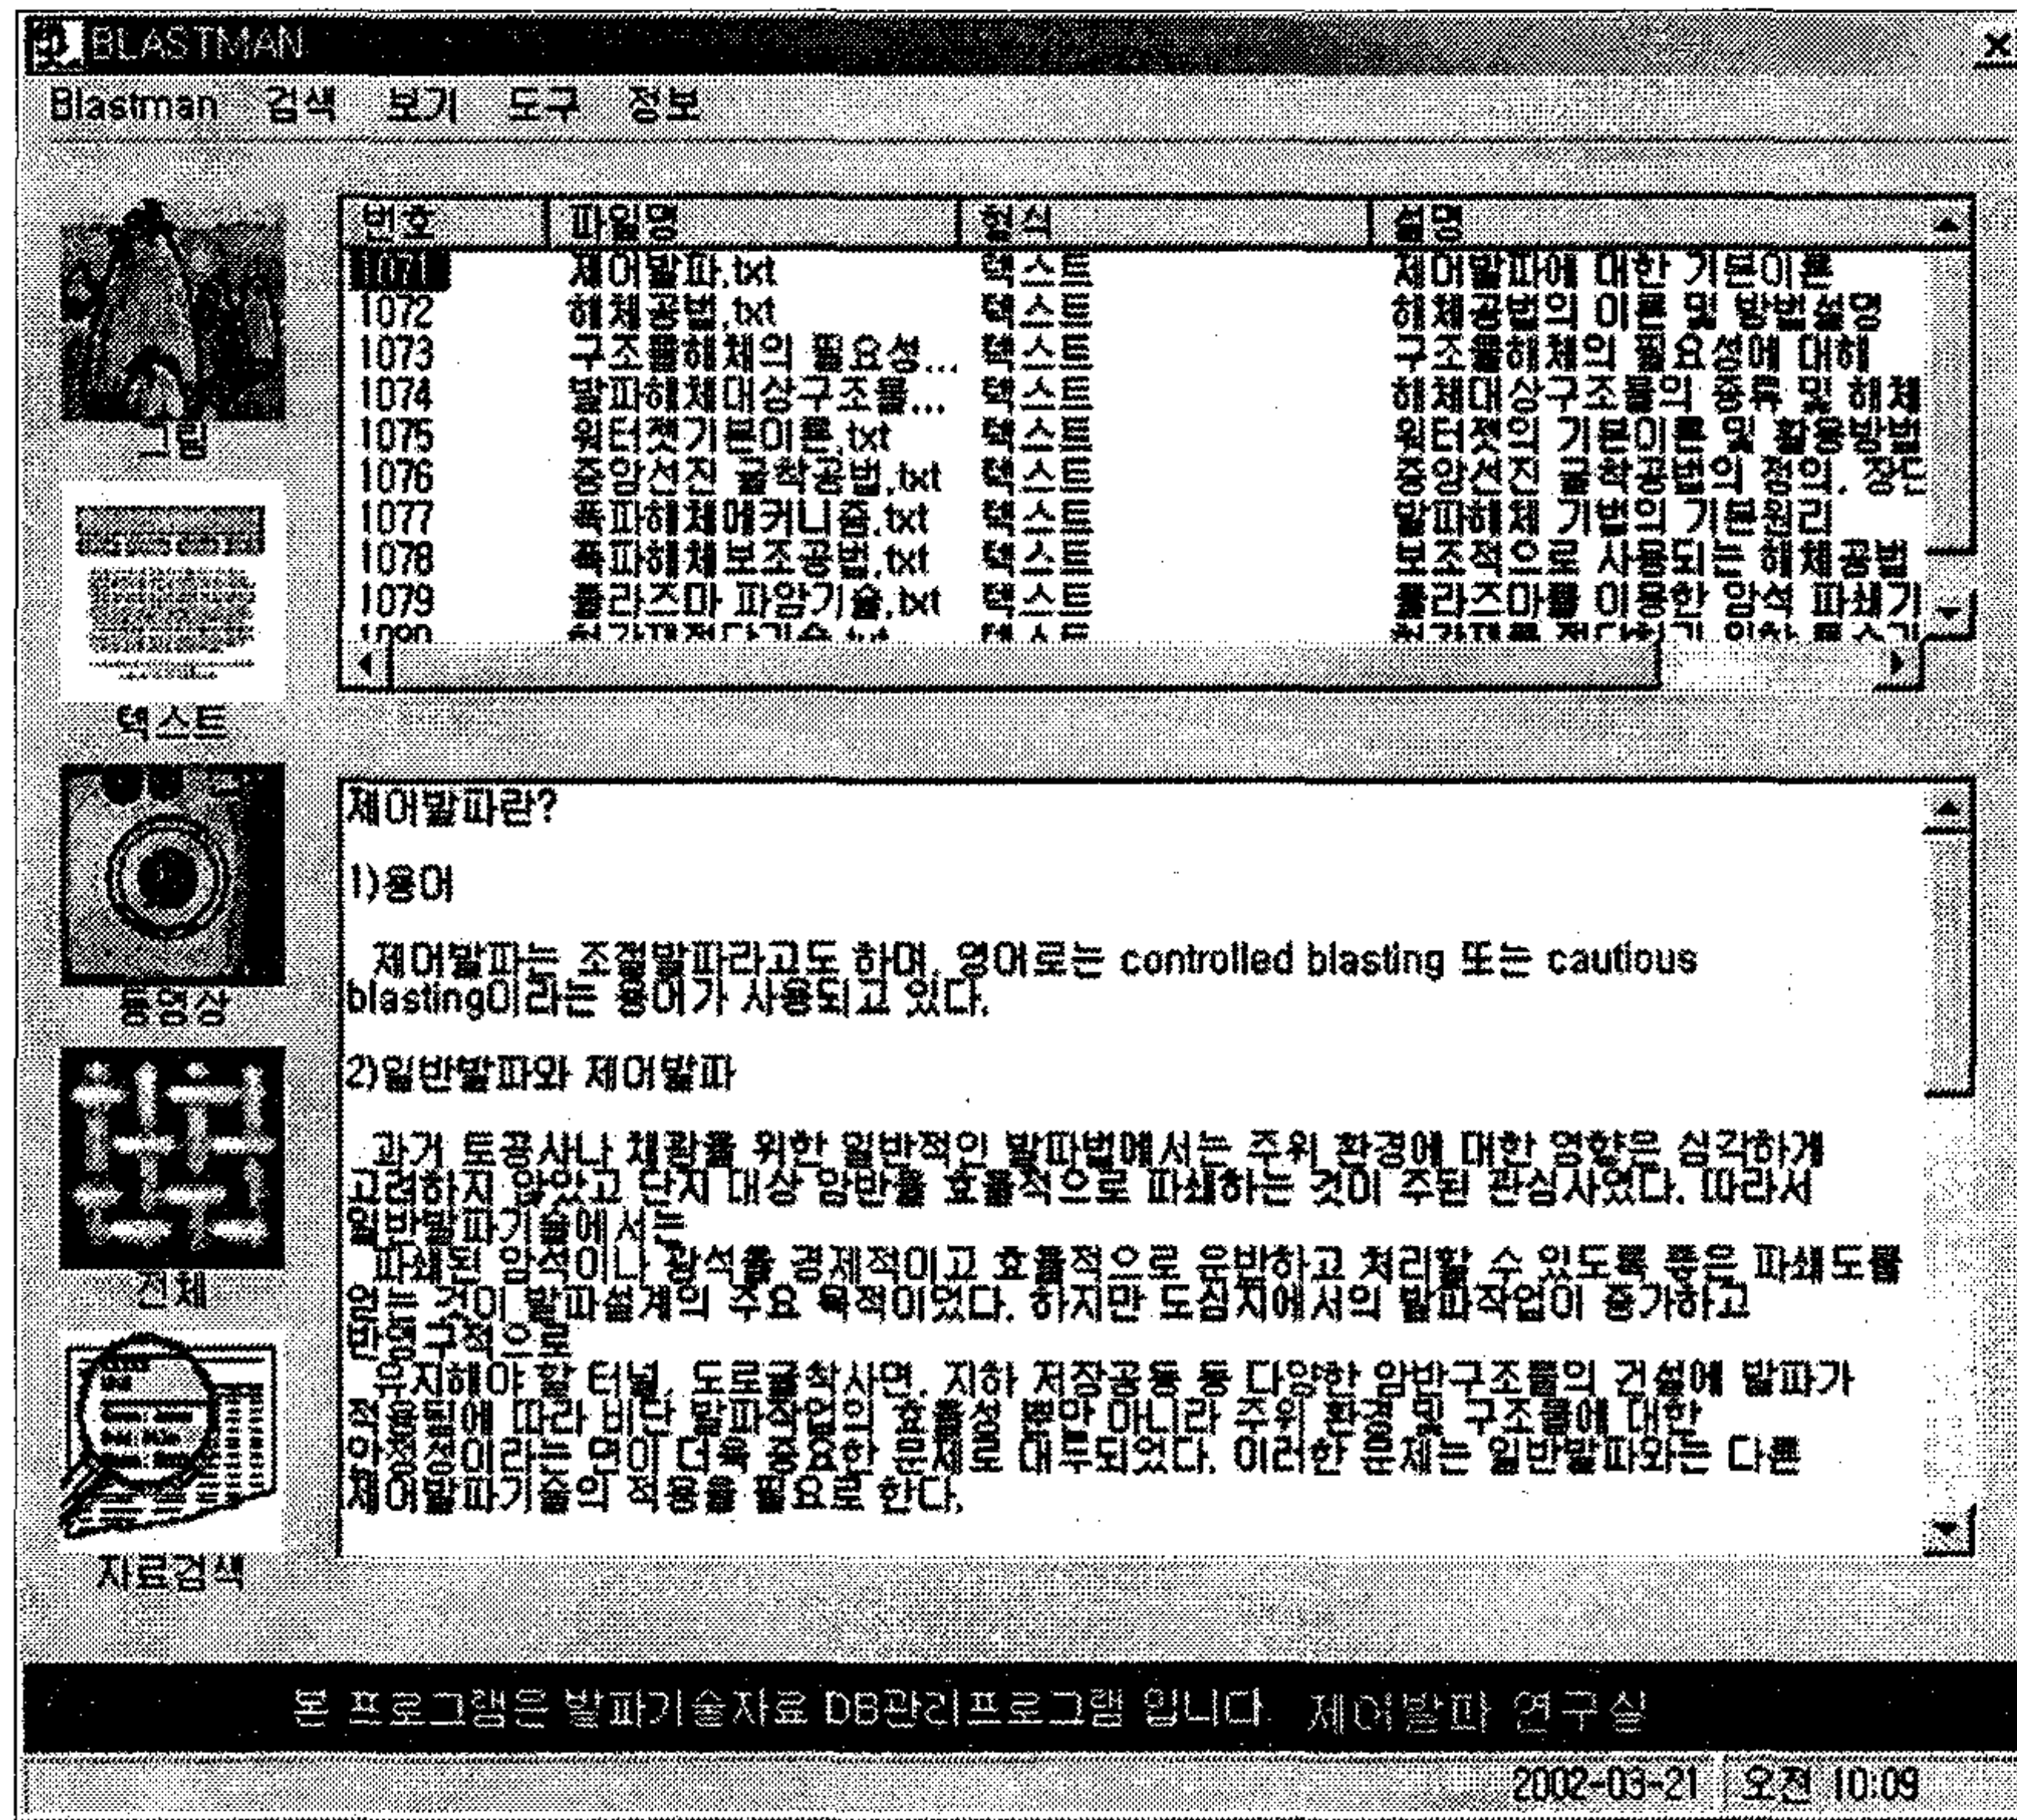 BLASTMAN
Blastman 검색 보기 도구 정보
번호 파일명 형식 설명
1071 제어발파.txt 텍스트 제어발파에 대한 기본이론
1072 해체공법.txt 텍스트 해체공법의 이론 및 방법설명
1073 구조물해체의 필요성... 텍스트 구조물해체의 필요성에 대해
1074 발파해체대상구조물... 텍스트 해체대상구조물의 종류 및 해체
1075 워터젯기본이론.txt 텍스트 워터젯의 기본이론 및 활용방법
1076 중앙선진 굴착공법.txt 텍스트 중앙선진 굴착공법의 정의.
1077 폭파해체메커니즘.txt 텍스트 발파해체 기법의 기본원리
1078 폭파해체보조공법.txt 텍스트 보조적으로 사용되는 해체 공법
1079 플라즈마 파암기술.txt 텍스트 플라즈마를 이용한 암석 파쇄기
그림
텍스트
동영상
전체
자료검색
제어발파란?
1)용어
제어발파는 조절발파라고도 하며, 영어로는 controlled blasting 또는 cautious
blasting이라는 용어가 사용되고 있다.
2)일반발파와 제어발파
과거 토공사나 채광을 위한 일반적인 발파법에서는 주위 환경에 대한 영향은 심각하게
고려하지 않았고 단지 대상 암반을 효율적으로 파쇄하는 것이 주된 관심사였다. 따라서
일반발파기술에서는
파쇄된 암석이나 광석을 경제적이고 효율적으로 운반하고 처리할 수 있도록 좋은 파쇄도를
얻는 것이 발파설계의 주요 목적이었다. 하지만 도심지에서의 발파작업이 증가하고
반영구적으로
유지해야 할 터널, 도로굴착사면, 지하 저장공동 등 다양한 암반구조물의 건설에 발파가
적용됨에 따라 비단 발파작업의 효율성 뿐만 아니라 주위 환경 및 구조물에 대한
안정성이라는 면이 더욱 중요한 문제로 대두되었다. 이러한 문제는 일반발파와는 다른
제어발파기술의 적용을 필요로 한다.
본 프로그램은 발파기술자료 DB관리프로그램 입니다. 제어발파 연구실
2002-03-21 오전 10:09